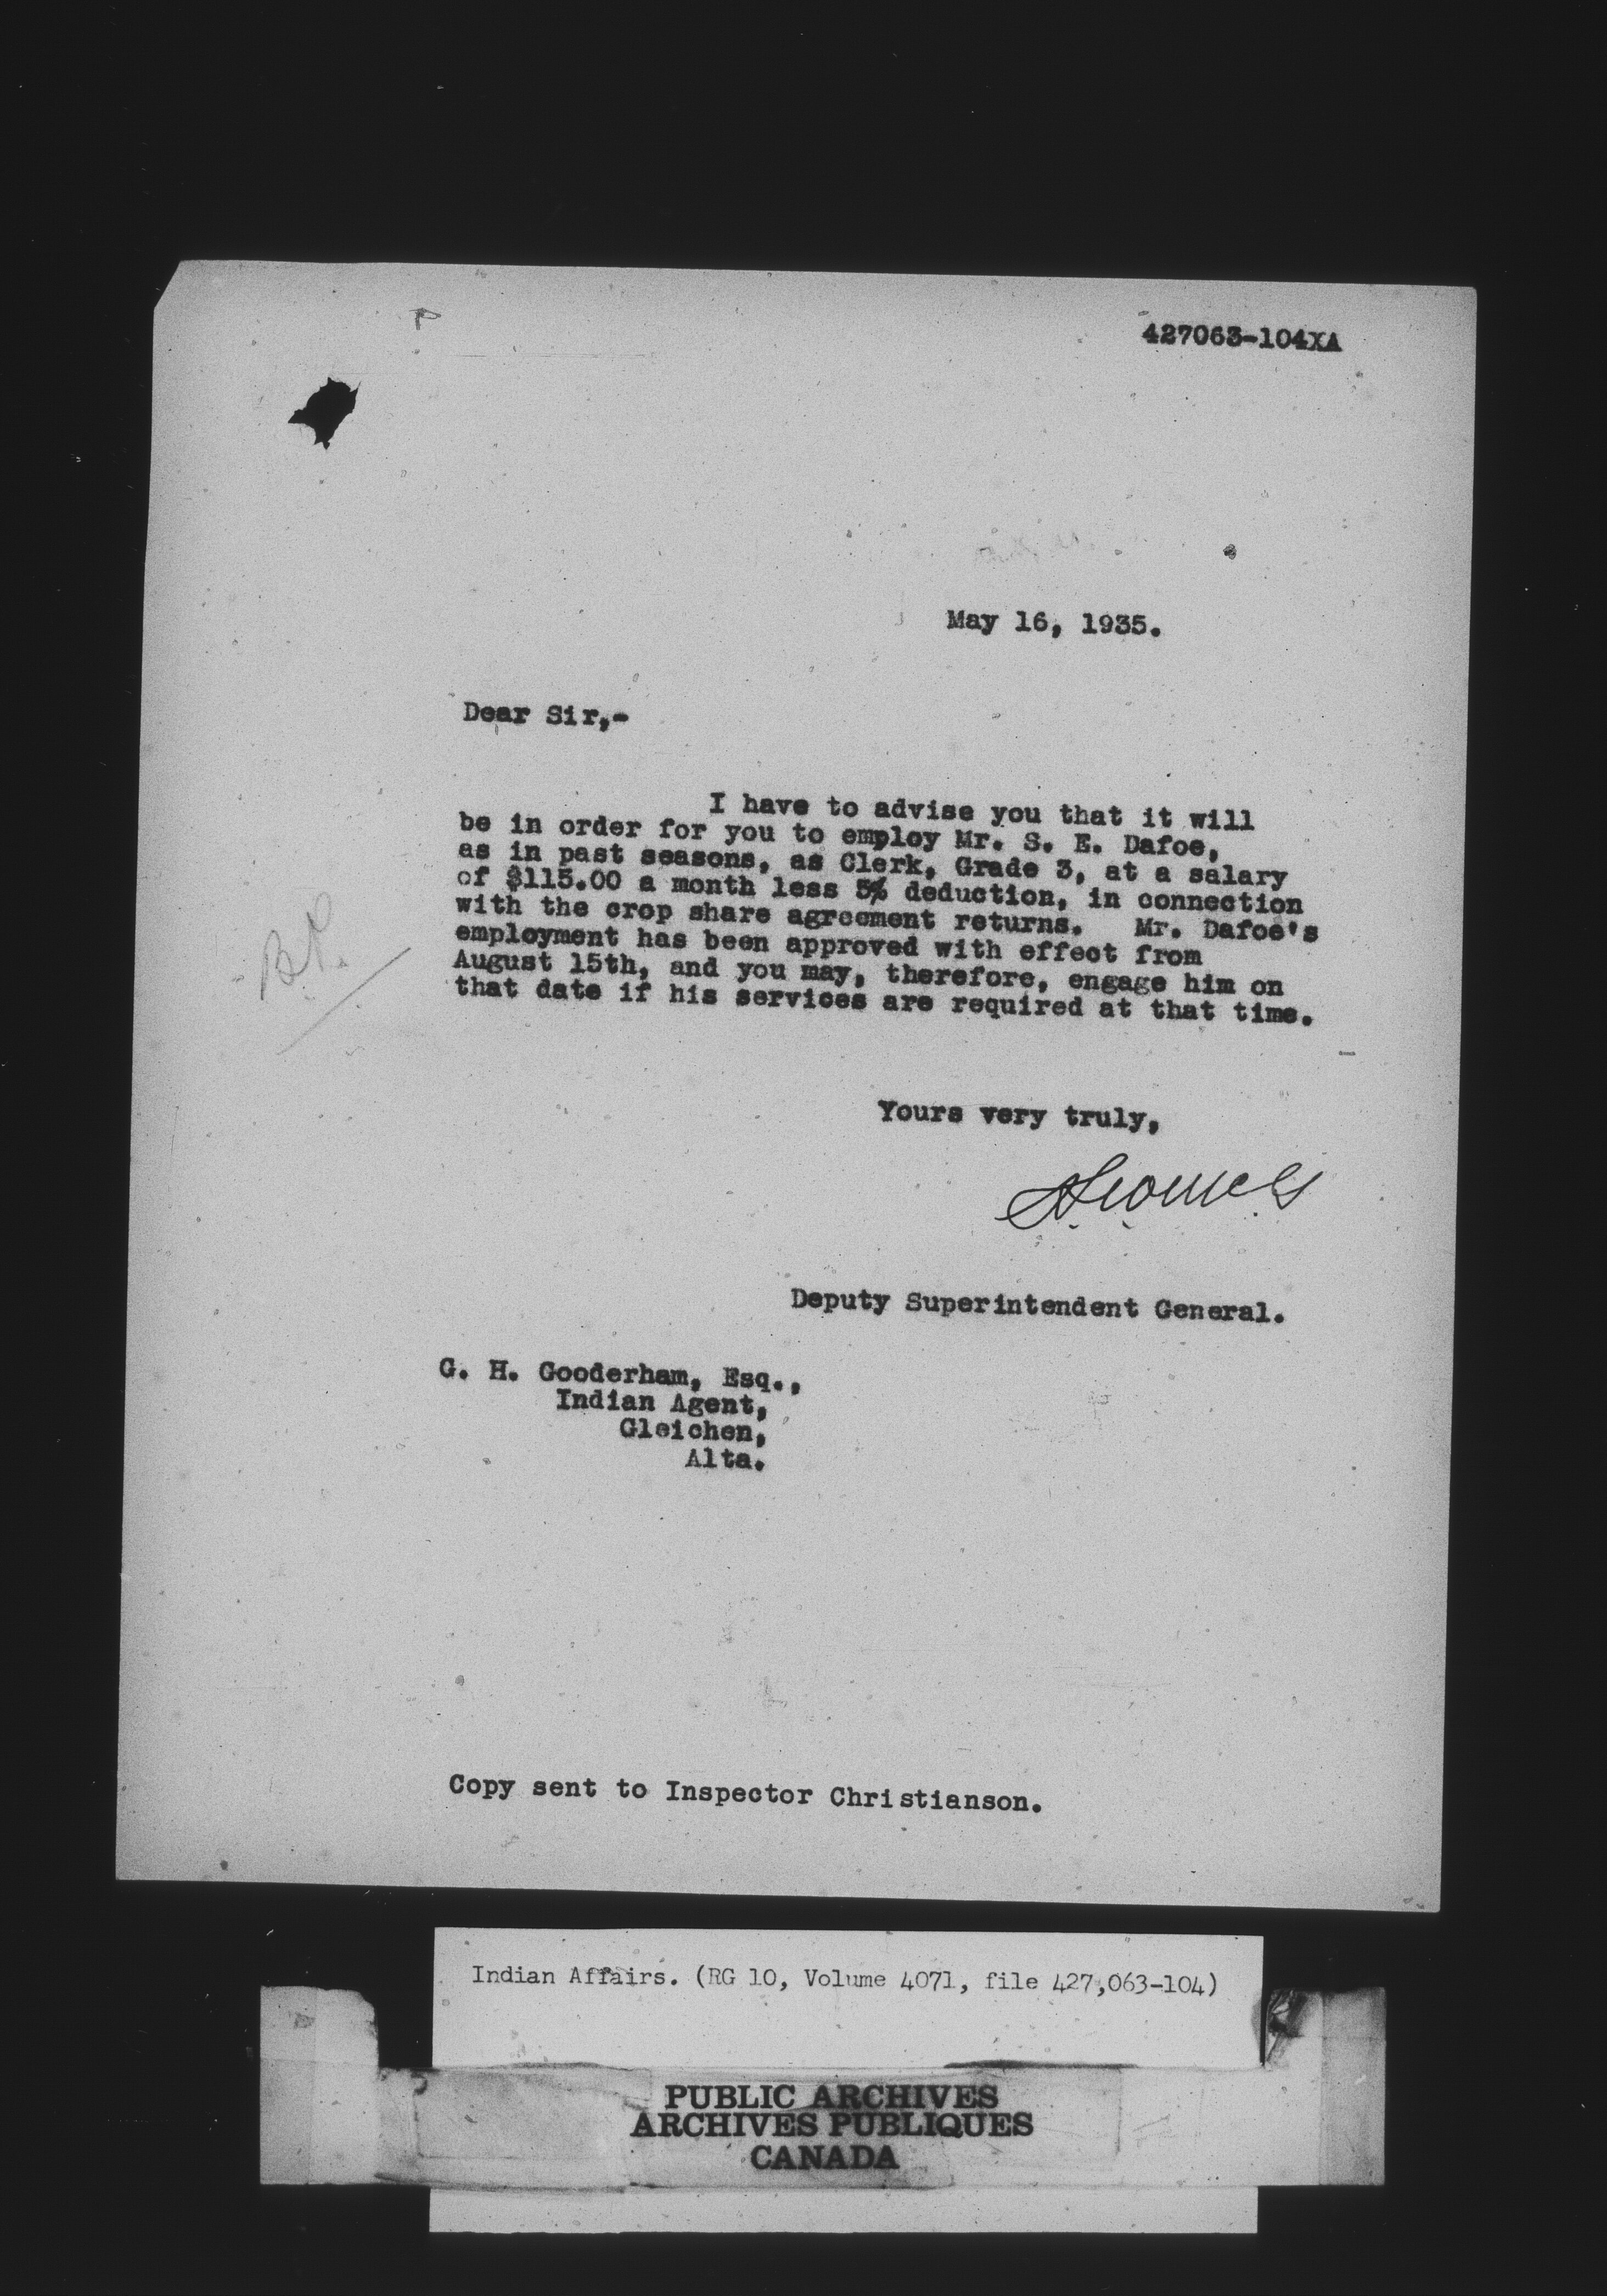 427063-104XA
May 16, 1935.
Dear Sir,-
I have to advise you that it will
be in order for you to employ Mr. S. E. Dafoe,
as in past seasons, as Clerk, Grade 3, at a salary
of $115.00 a month less 5% deduction, in connection
with the crop share agreement returns. Mr. Dafoe's
employment has been approved with effect from
August 15th, and you may, therefore, engage him on
that date if his services are required at that time.
Yours very truly,
Deputy Superintendent General.
G. H. Gooderham, Esq.,
Indian Agent,
Gleichen,
Alta.
Copy sent to Inspector Christianson.
Indian Affairs. (RG 10, Volume 4071, file 427,063-104)
PUBLIC ARCHIVES
ARCHIVES PUBLIQUES
CANADA